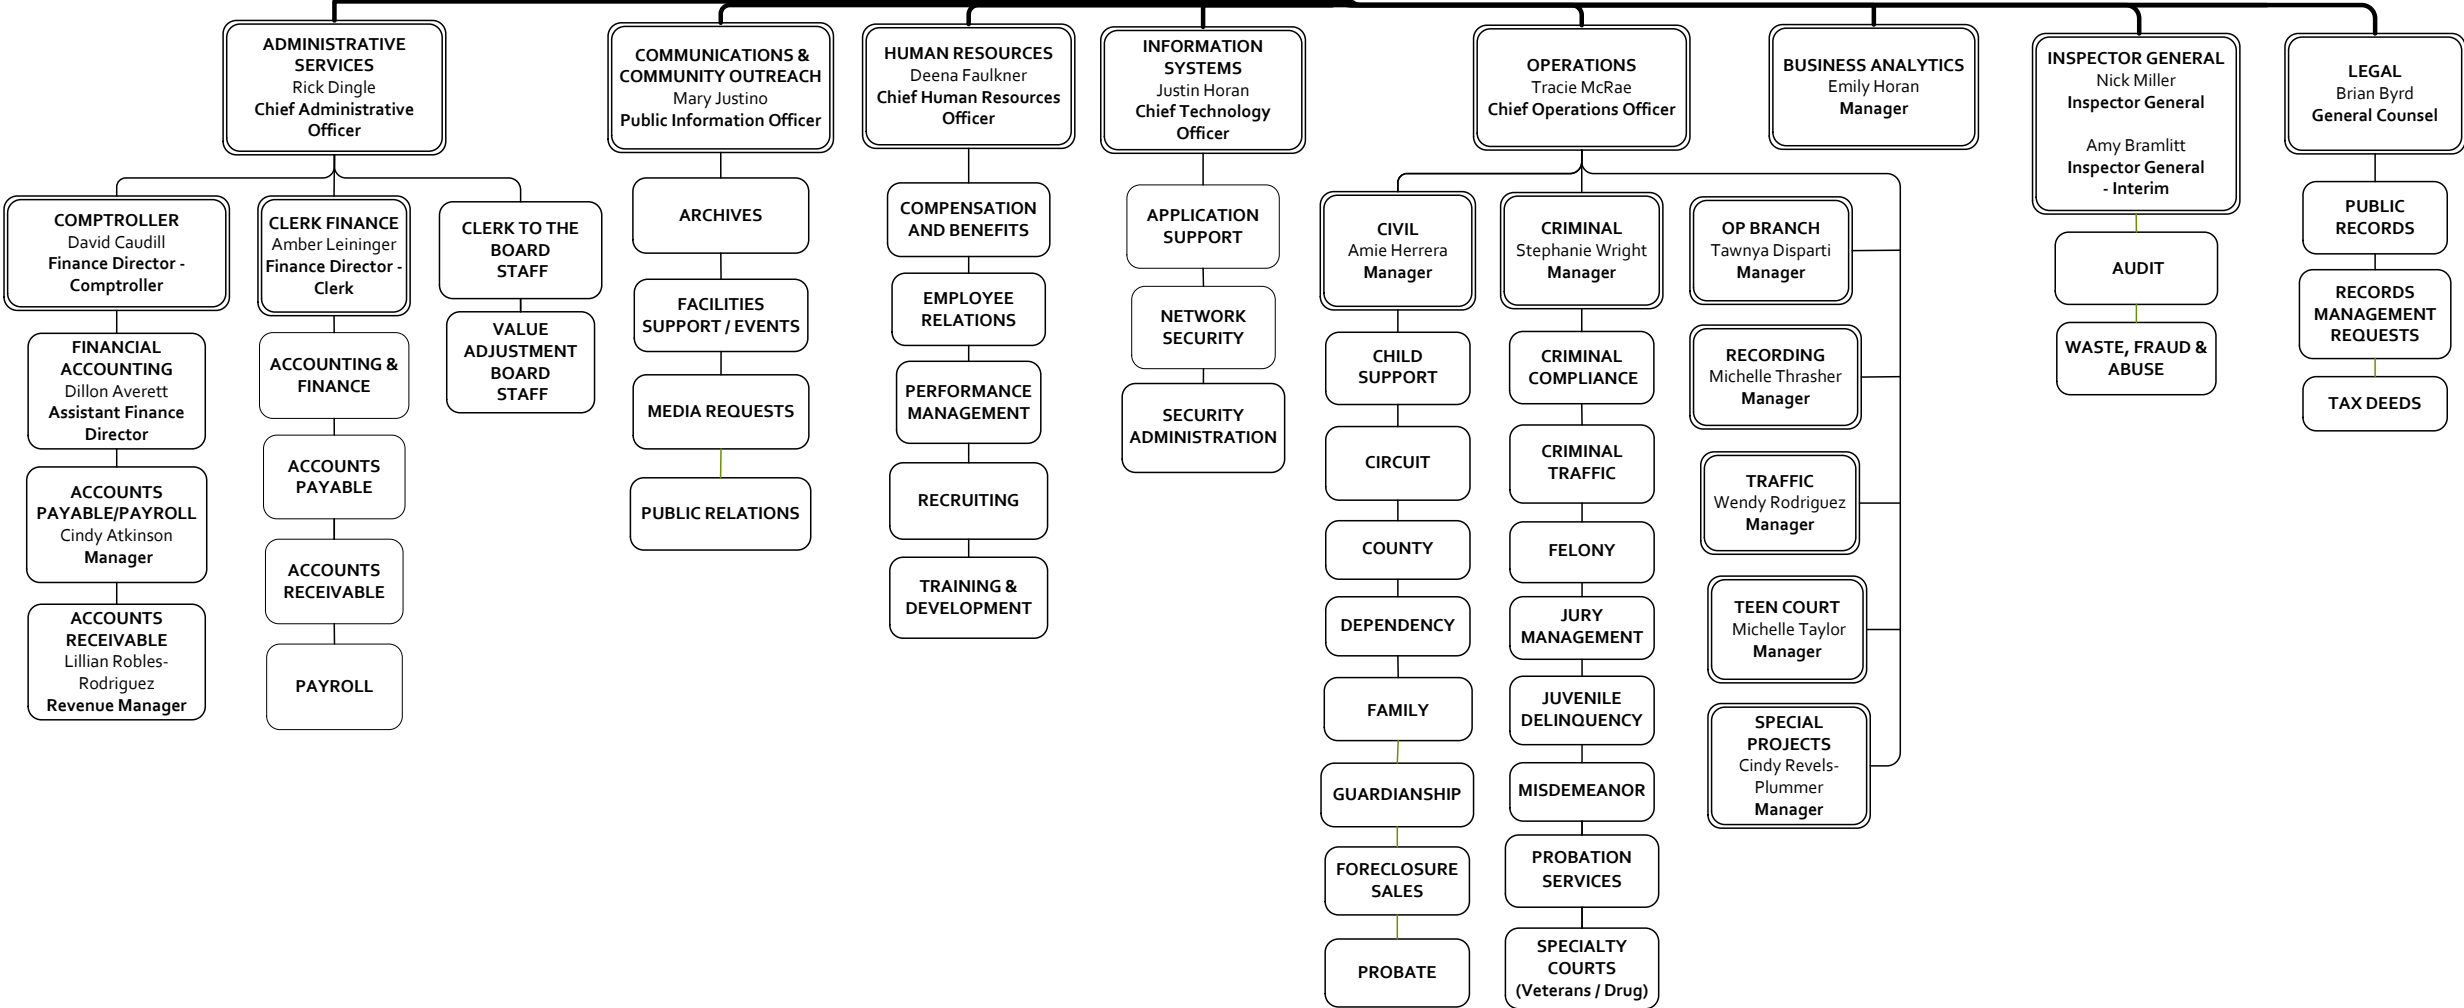 ADMINISTRATIVE
SERVICES
Rick Dingle
Chief Administrative
Officer
COMMUNICATIONS &
COMMUNITY OUTREACH
Mary Justino
Public Information Officer
HUMAN RESOURCES
Deena Faulkner
Chief Human Resources
Officer
INFORMATION
SYSTEMS
Justin Horan
Chief Technology
Officer
OPERATIONS
Tracie McRae
Chief Operations Officer
BUSINESS ANALYTICS
Emily Horan
Manager
INSPECTOR GENERAL
Nick Miller
Inspector General
Amy Bramlitt
Inspector General
- Interim
LEGAL
Brian Byrd
General Counsel
COMPTROLLER
David Caudill
Finance Director -
Comptroller
FINANCIAL
ACCOUNTING
Dillon Averett
Assistant Finance
Director
ACCOUNTS
PAYABLE/PAYROLL
Cindy Atkinson
Manager
ACCOUNTS
RECEIVABLE
Lillian Robles-
Rodriguez
Revenue Manager
CLERK FINANCE
Amber Leininger
Finance Director -
Clerk
ACCOUNTING &
FINANCE
ACCOUNTS
PAYABLE
ACCOUNTS
RECEIVABLE
PAYROLL
CLERK TO THE
BOARD
STAFF
VALUE
ADJUSTMENT
BOARD
STAFF
ARCHIVES
FACILITIES
SUPPORT / EVENTS
MEDIA REQUESTS
PUBLIC RELATIONS
COMPENSATION
AND BENEFITS
EMPLOYEE
RELATIONS
PERFORMANCE
MANAGEMENT
RECRUITING
TRAINING &
DEVELOPMENT
APPLICATION
SUPPORT
NETWORK
SECURITY
SECURITY
ADMINISTRATION
CIVIL
Amie Herrera
Manager
CHILD
SUPPORT
CIRCUIT
COUNTY
DEPENDENCY
FAMILY
GUARDIANSHIP
FORECLOSURE
SALES
PROBATE
CRIMINAL
Stephanie Wright
Manager
CRIMINAL
COMPLIANCE
CRIMINAL
TRAFFIC
FELONY
JURY
MANAGEMENT
JUVENILE
DELINQUENCY
MISDEMEANOR
PROBATION
SERVICES
SPECIALTY
COURTS
(Veterans / Drug)
OP BRANCH
Tawnya Disparti
Manager
RECORDING
Michelle Thrasher
Manager
TRAFFIC
Wendy Rodriguez
Manager
TEEN COURT
Michelle Taylor
Manager
SPECIAL
PROJECTS
Cindy Revels-
Plummer
Manager
AUDIT
WASTE, FRAUD &
ABUSE
PUBLIC
RECORDS
RECORDS
MANAGEMENT
REQUESTS
TAX DEEDS